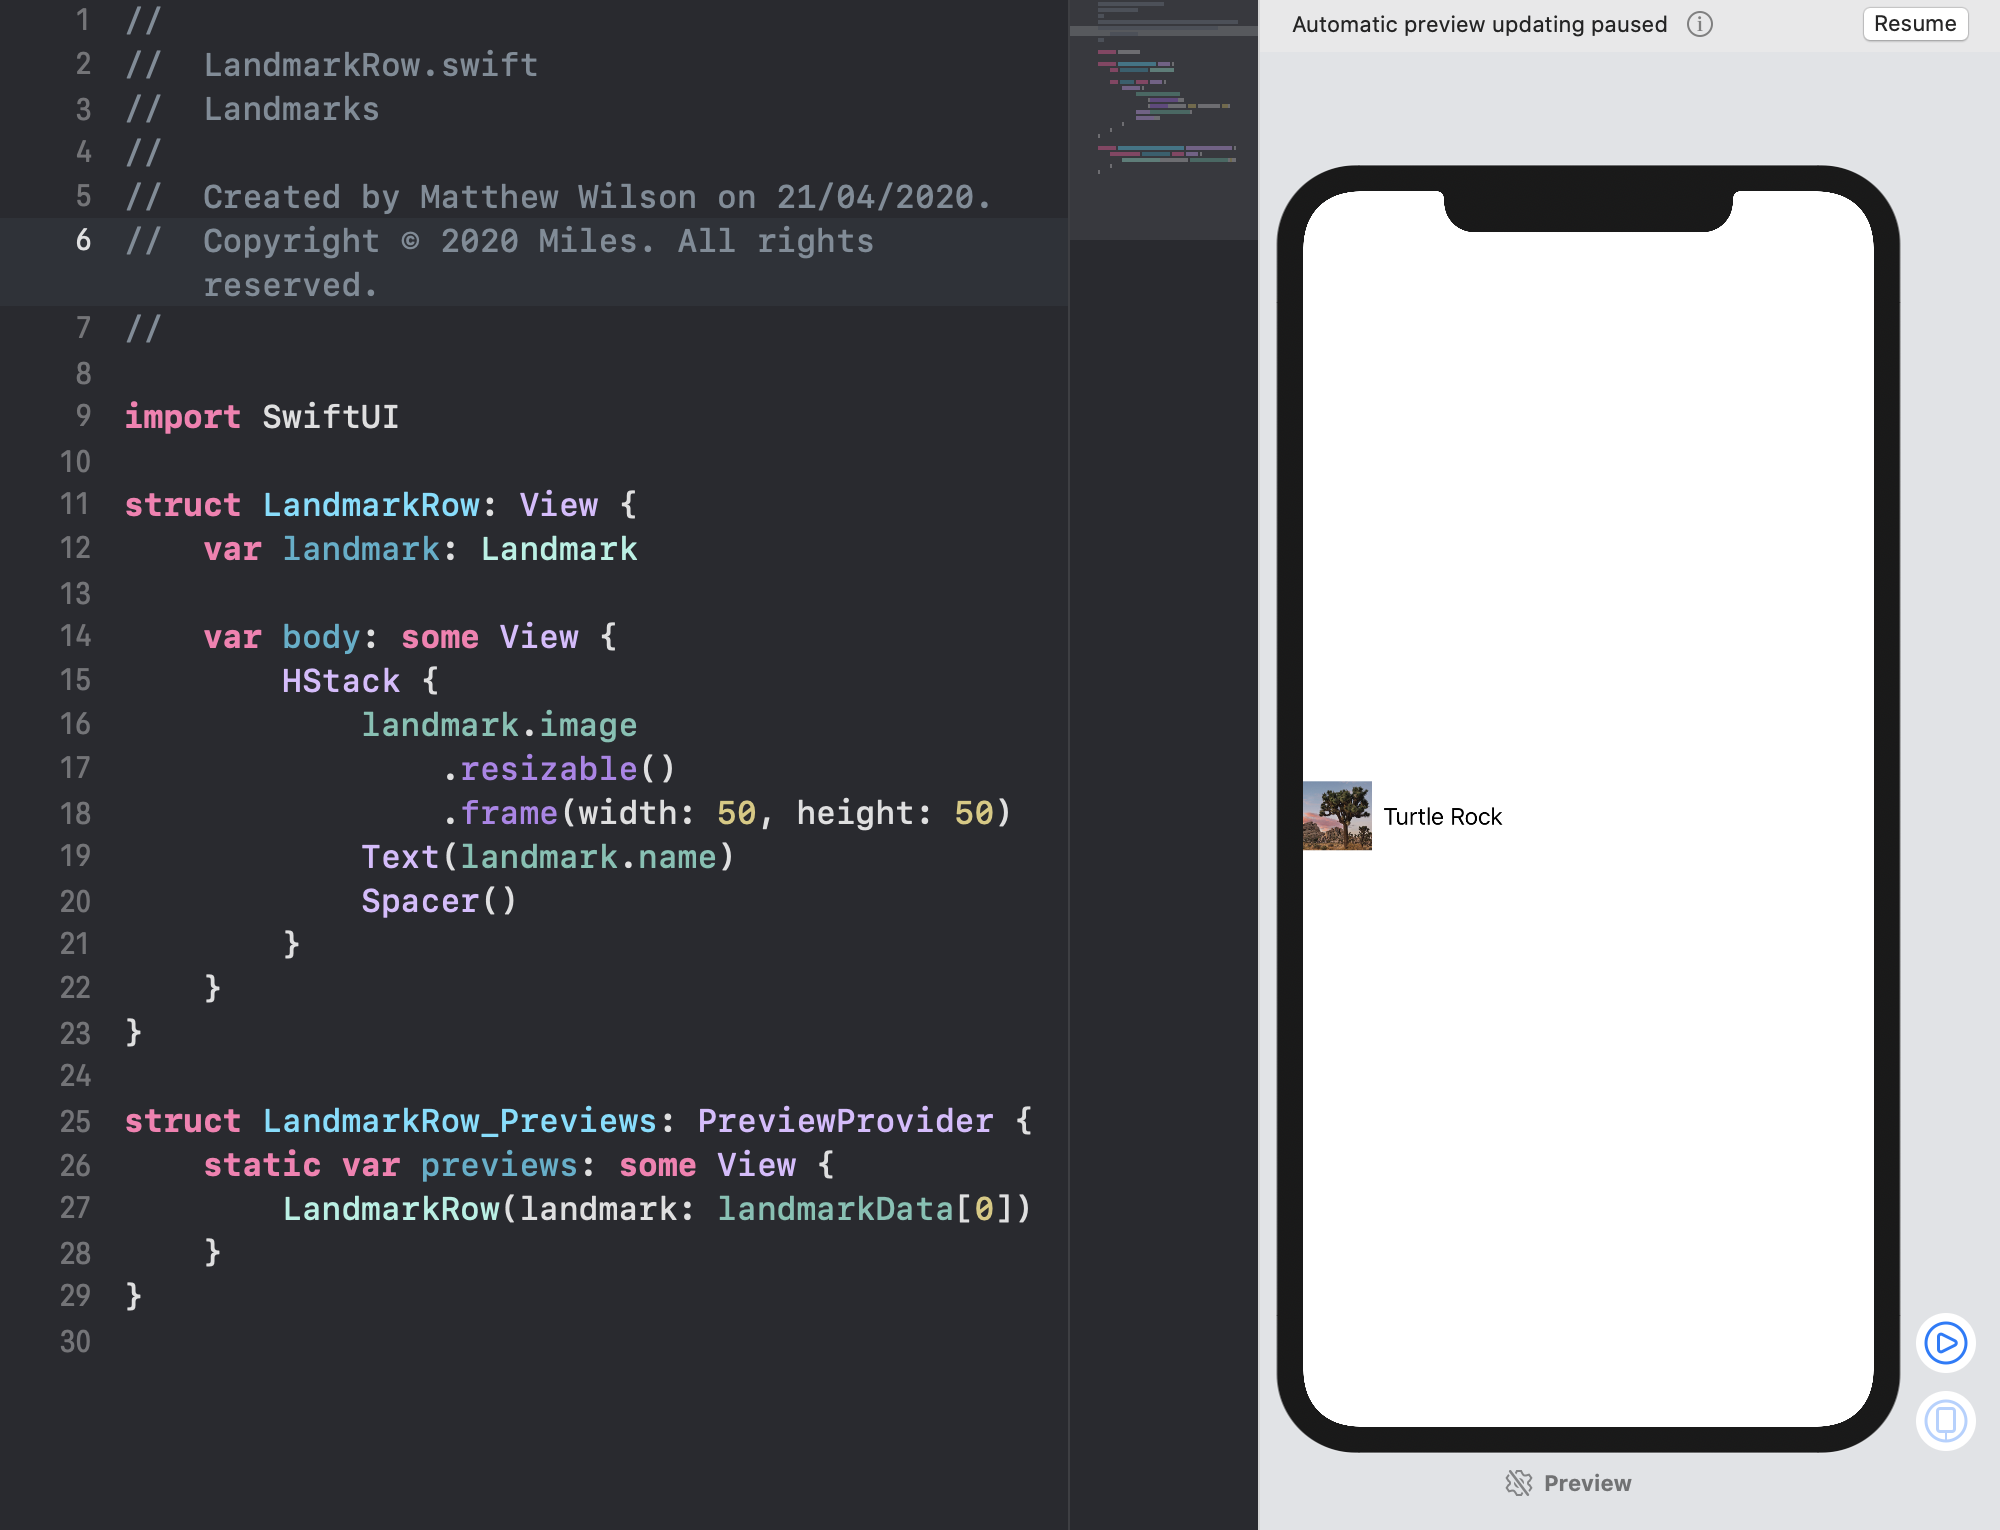 1 //
2 //  LandmarkRow.swift
3 //  Landmarks
4 //
5 //  Created by Matthew Wilson on 21/04/2020.
6 //  Copyright © 2020 Miles. All rights
reserved.
7 //
8
9 import SwiftUI
10
11 struct LandmarkRow: View {
12     var landmark: Landmark
13
14     var body: some View {
15         HStack {
16             landmark.image
17                 .resizable()
18                 .frame(width: 50, height: 50)
19             Text(landmark.name)
20             Spacer()
21         }
22     }
23 }
24
25 struct LandmarkRow_Previews: PreviewProvider {
26     static var previews: some View {
27         LandmarkRow(landmark: landmarkData[0])
28     }
29 }
30
Automatic preview updating paused
Resume
Turtle Rock
Preview